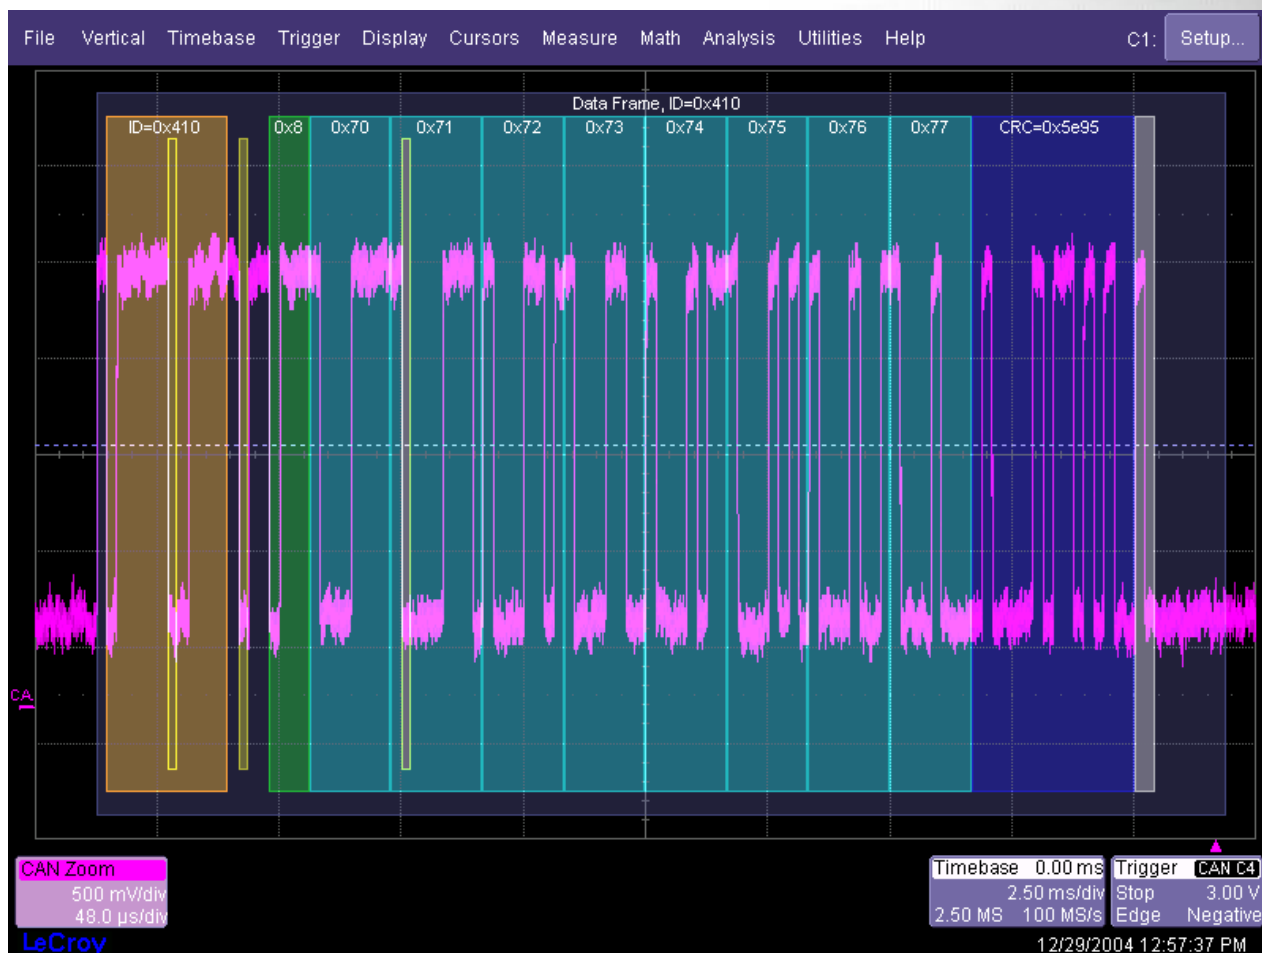 File Vertical Timebase Trigger Display Cursors Measure Math Analysis Utilities Help C1: Setup...
Data Frame, ID=0x410
ID=0x410 0x8 0x70 0x71 0x72 0x73 0x74 0x75 0x76 0x77 CRC=0x5e95
CA
CAN Zoom
500 mV/div
48.0 µs/div
Timebase 0.00 ms
2.50 ms/div
2.50 MS 100 MS/s
Trigger CAN C4
Stop 3.00 V
Edge Negative
LeCroy
12/29/2004 12:57:37 PM